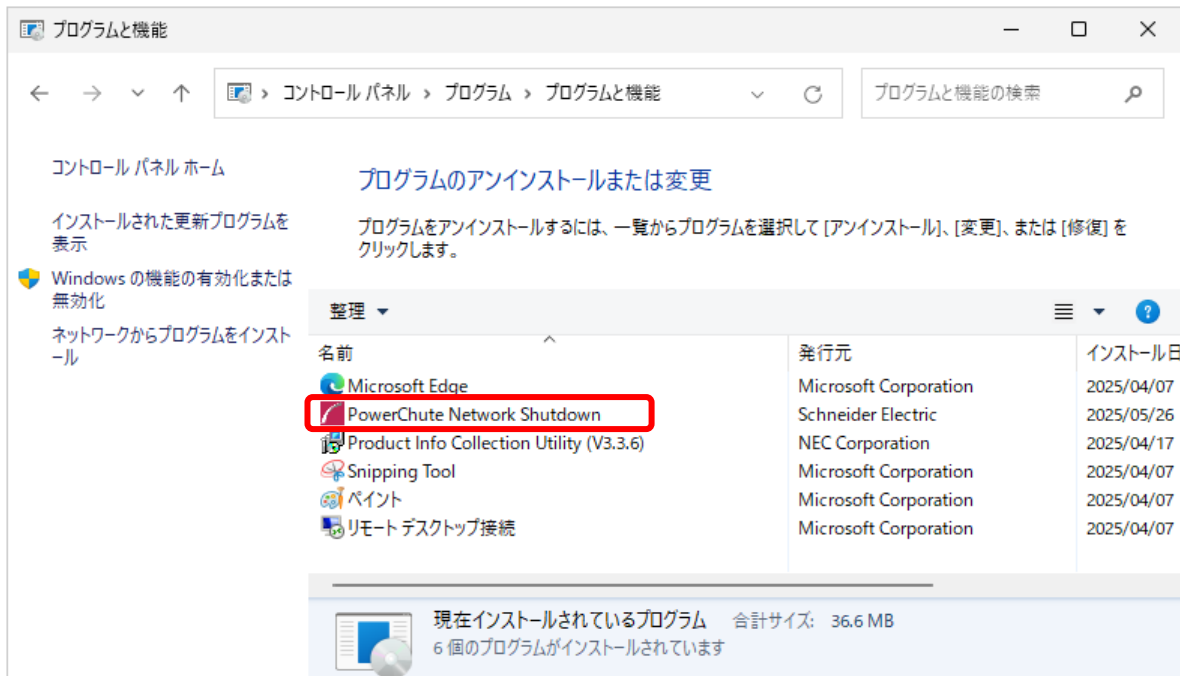 プログラムと機能
コントロール パネル › プログラム › プログラムと機能
プログラムと機能の検索
コントロール パネル ホーム
インストールされた更新プログラムを
表示
Windows の機能の有効化または
無効化
ネットワークからプログラムをインスト
ール
プログラムのアンインストールまたは変更
プログラムをアンインストールするには、一覧からプログラムを選択して [アンインストール]、[変更]、または [修復] を
クリックします。
整理
名前 発行元 インストール日
Microsoft Edge Microsoft Corporation 2025/04/07
PowerChute Network Shutdown Schneider Electric 2025/05/26
Product Info Collection Utility (V3.3.6) NEC Corporation 2025/04/17
Snipping Tool Microsoft Corporation 2025/04/07
ペイント Microsoft Corporation 2025/04/07
リモート デスクトップ接続 Microsoft Corporation 2025/04/07
現在インストールされているプログラム 合計サイズ: 36.6 MB
6 個のプログラムがインストールされています